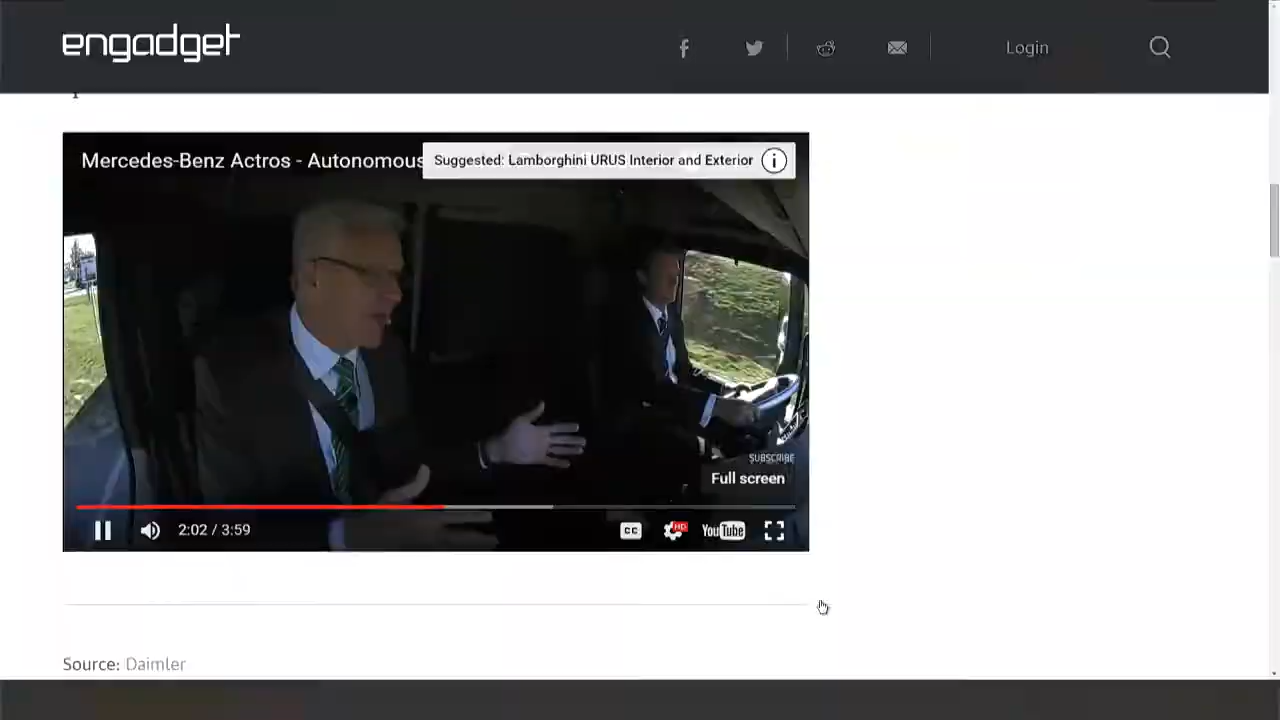 engadget
Login
Mercedes-Benz Actros - Autonomous
Suggested: Lamborghini URUS Interior and Exterior
SUBSCRIBE
Full screen
2:02 / 3:59
CC
HD
YouTube
Source: Daimler